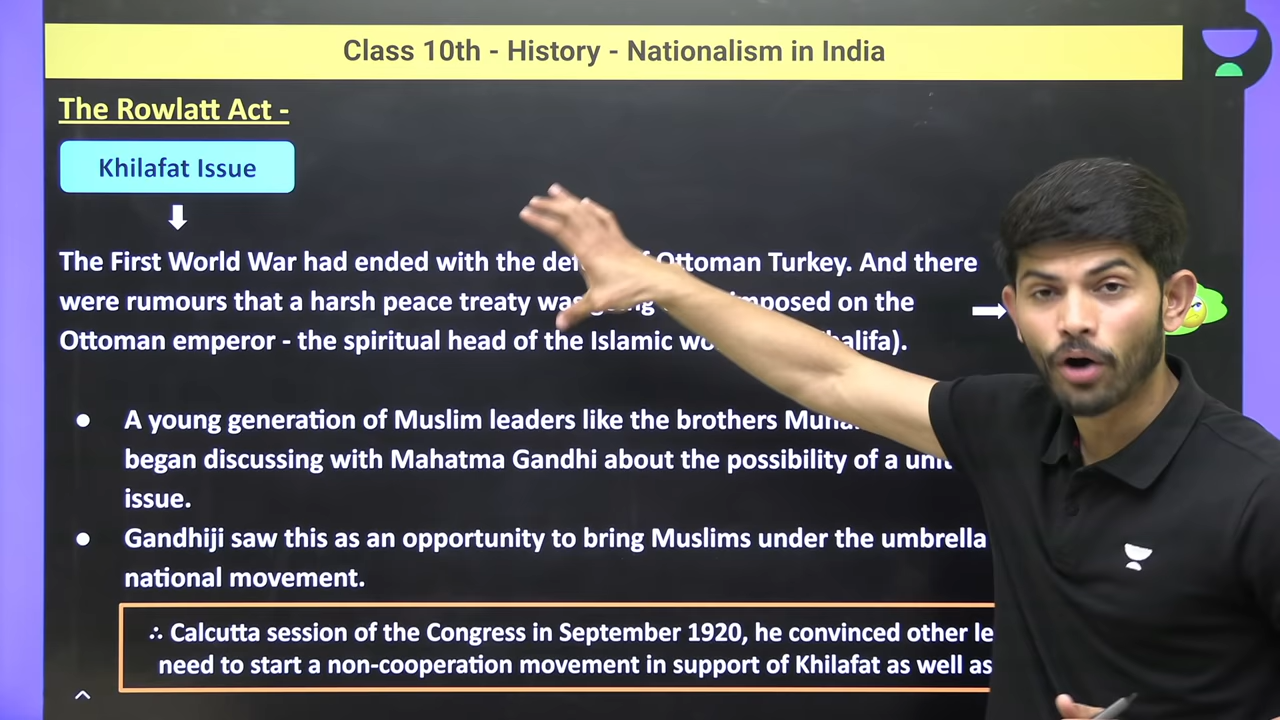 Class 10th - History - Nationalism in India
The Rowlatt Act -
Khilafat Issue
The First World War had ended with the Ottoman Turkey. And there
were rumours that a harsh peace treaty imposed on the
Ottoman emperor - the spiritual head of the Islamic
● A young generation of Muslim leaders like the brothers
began discussing with Mahatma Gandhi about the possibility of a
issue.
● Gandhiji saw this as an opportunity to bring Muslims under the umbrella
national movement.
∴ Calcutta session of the Congress in September 1920, he convinced other
need to start a non-cooperation movement in support of Khilafat as well as